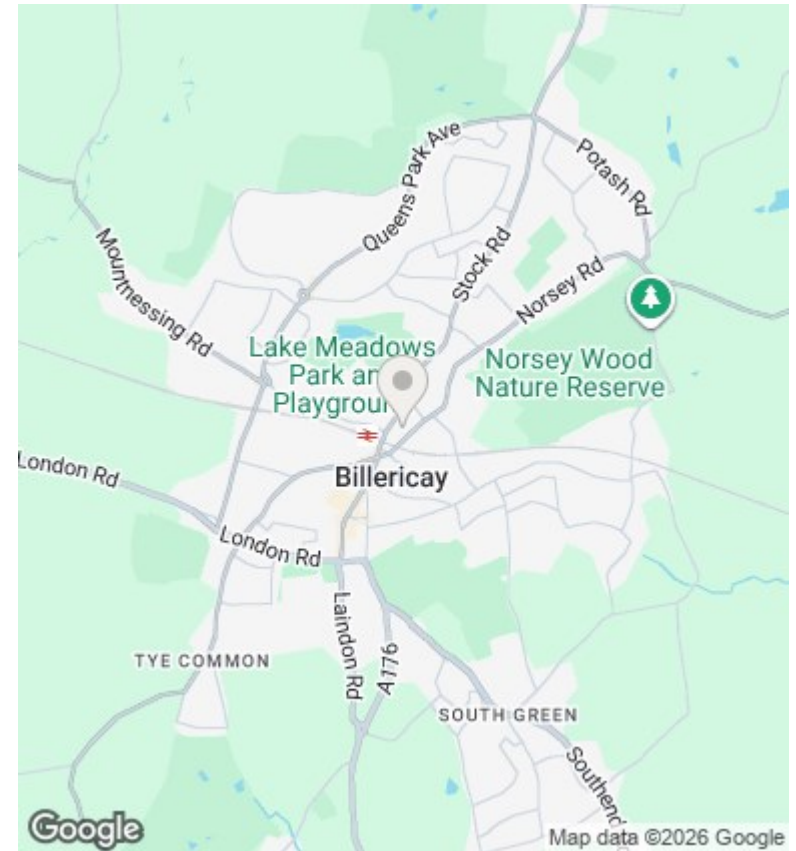 Queens Park Ave
Potash Rd
Stock Rd
Norsey Rd
Mountnessing Rd
Lake Meadows
Park an
Playgroun
Norsey Wood
Nature Reserve
London Rd
Billericay
London Rd
Laindon Rd
A176
TYE COMMON
SOUTH GREEN
Southend
Google
Map data ©2026 Google